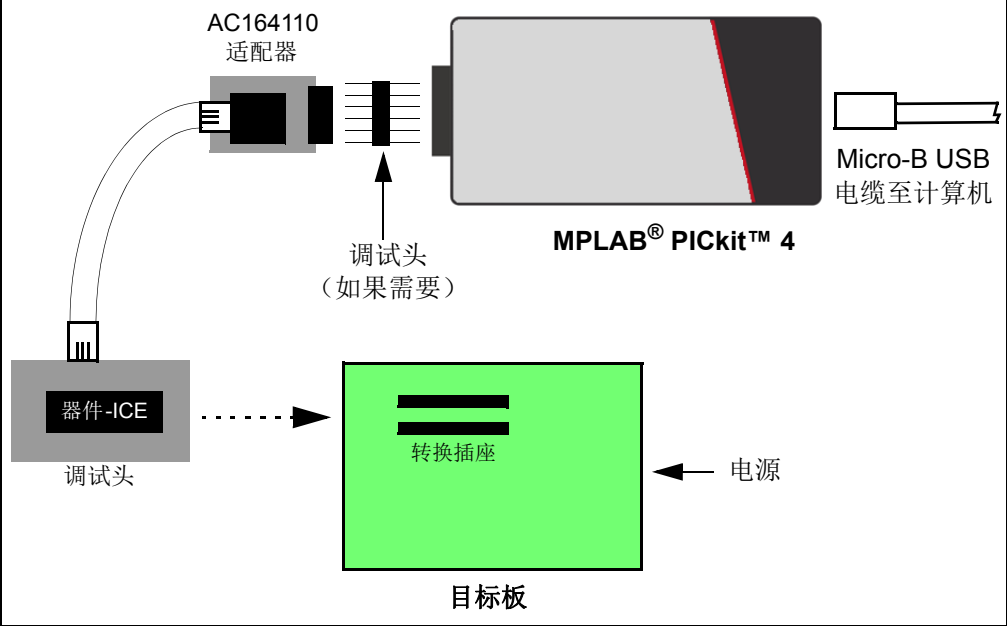 AC164110
适配器
Micro-B USB
电缆至计算机
MPLAB® PICkit™ 4
调试头
（如果需要）
器件-ICE
调试头
转换插座
电源
目标板